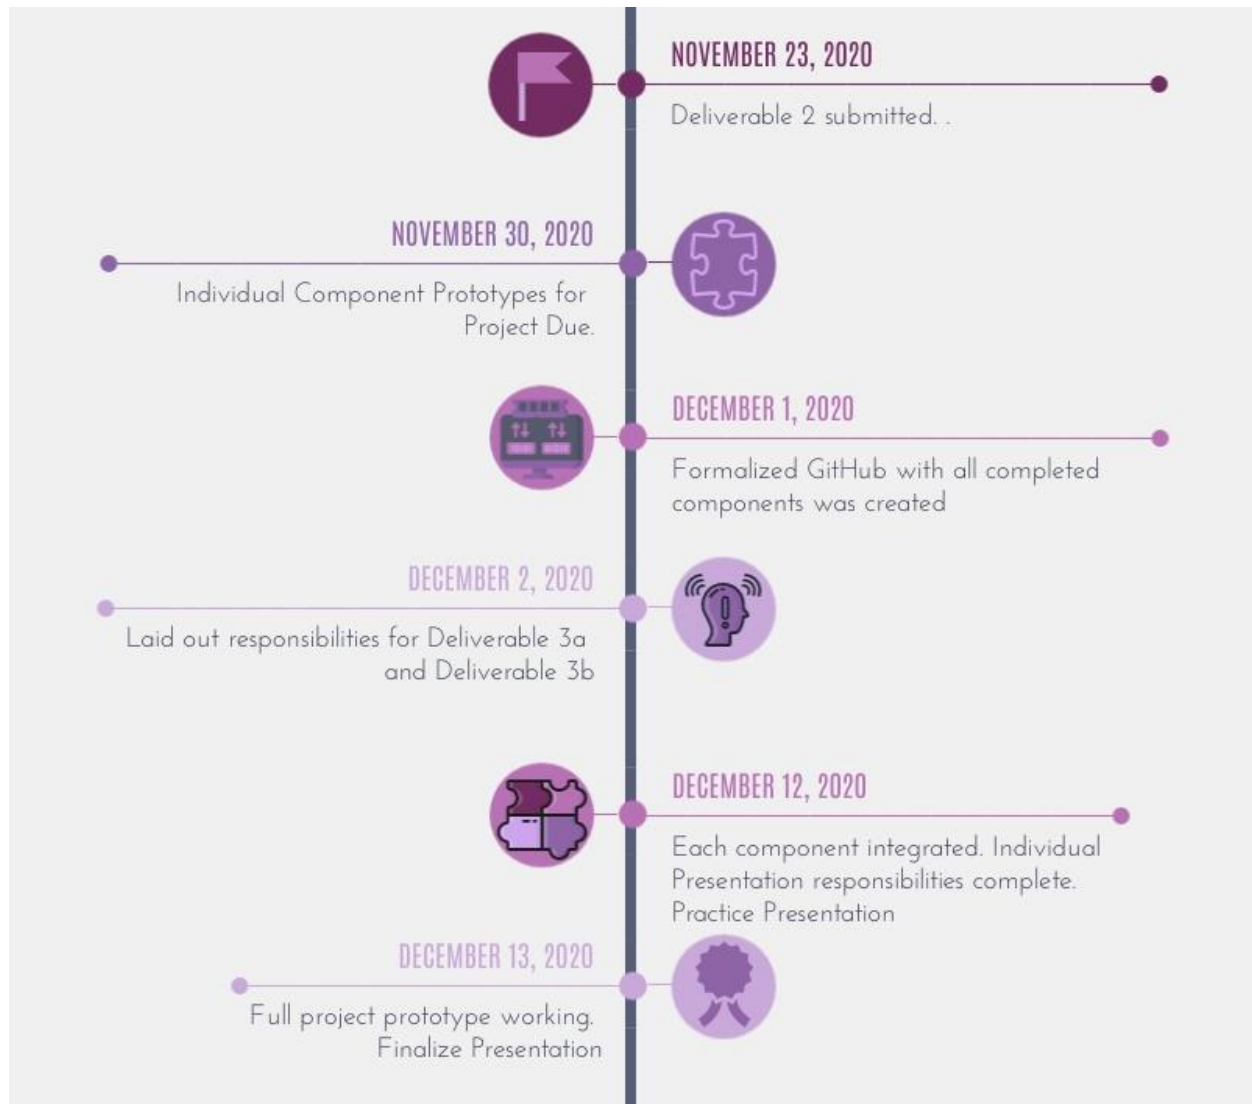 NOVEMBER 23, 2020
Deliverable 2 submitted. .
NOVEMBER 30, 2020
Individual Component Prototypes for
Project Due.
DECEMBER 1, 2020
Formalized GitHub with all completed
components was created
DECEMBER 2, 2020
Laid out responsibilities for Deliverable 3a
and Deliverable 3b
DECEMBER 12, 2020
Each component integrated. Individual
Presentation responsibilities complete.
Practice Presentation
DECEMBER 13, 2020
Full project prototype working.
Finalize Presentation